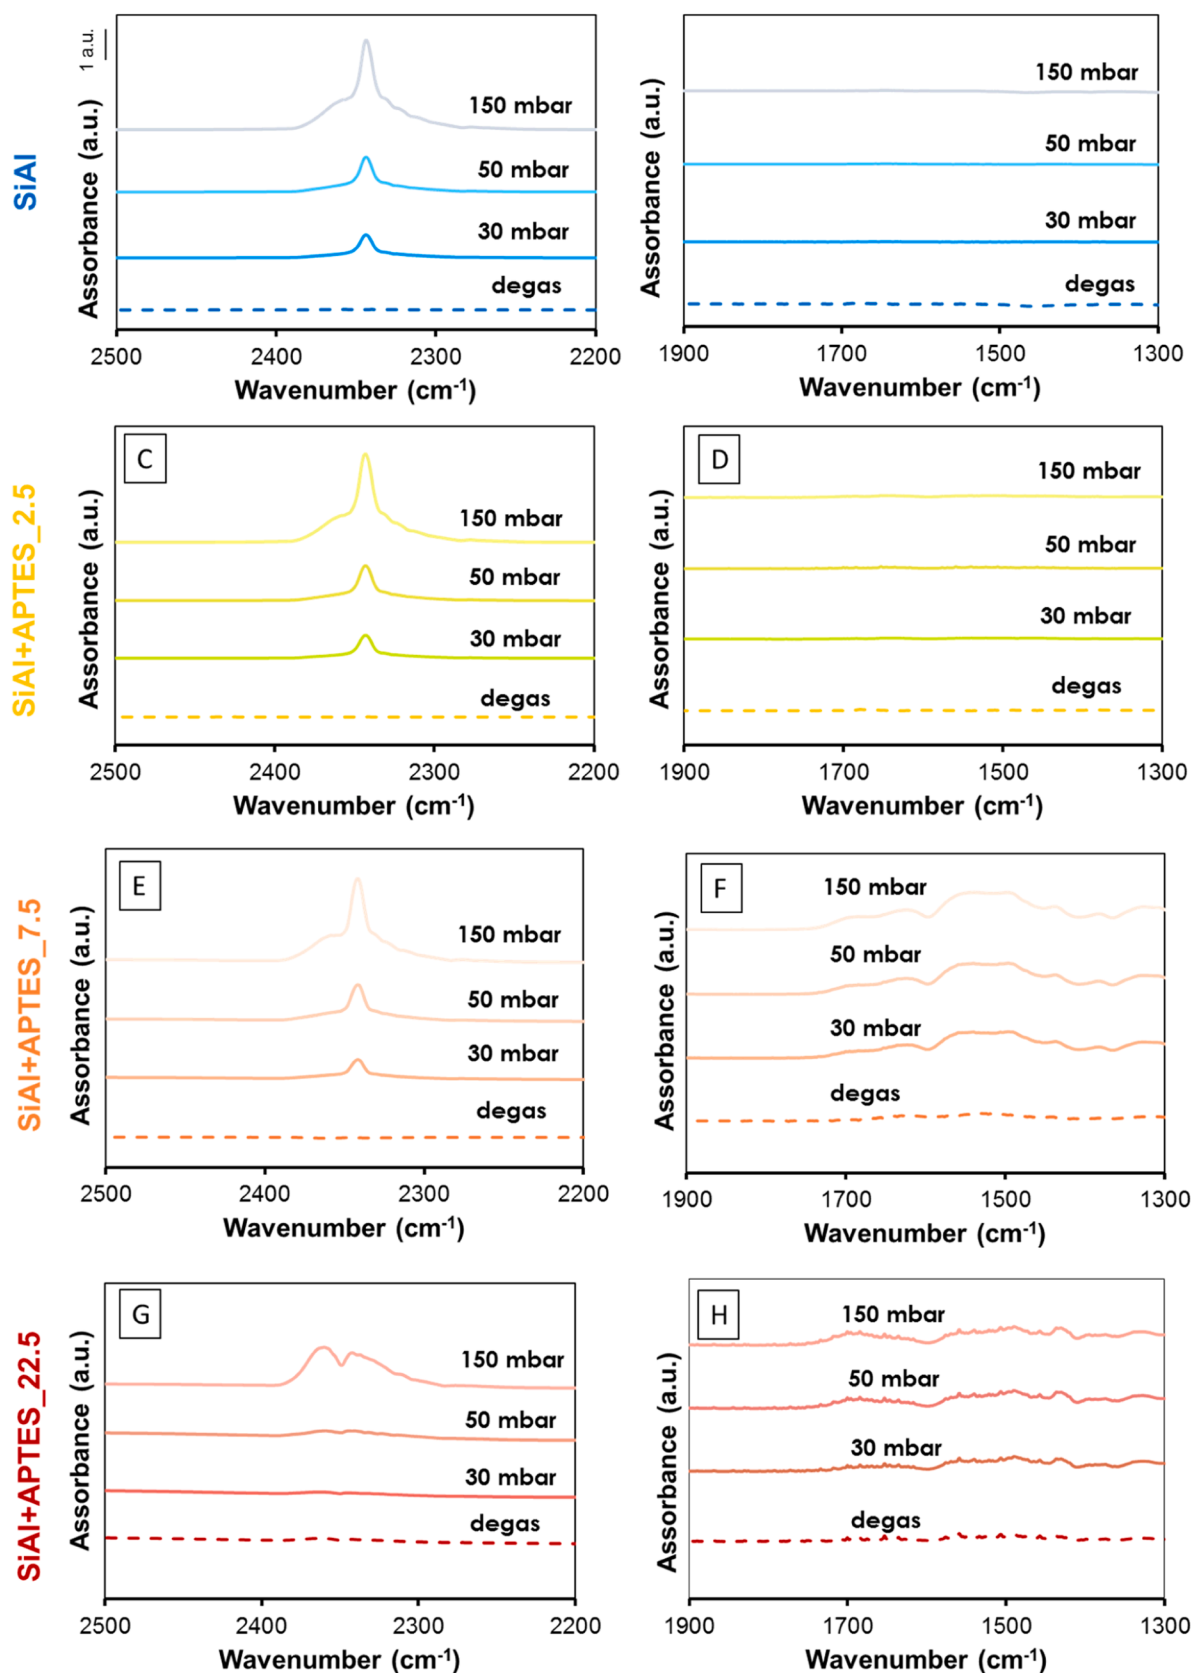 SiAl
1 a.u.
Assorbance (a.u.)
150 mbar
50 mbar
30 mbar
degas
2500 2400 2300 2200
Wavenumber (cm-1)
Assorbance (a.u.)
150 mbar
50 mbar
30 mbar
degas
1900 1700 1500 1300
Wavenumber (cm-1)
SiAl+APTES_2.5
C
Assorbance (a.u.)
150 mbar
50 mbar
30 mbar
degas
2500 2400 2300 2200
Wavenumber (cm-1)
D
Assorbance (a.u.)
150 mbar
50 mbar
30 mbar
degas
1900 1700 1500 1300
Wavenumber (cm-1)
SiAl+APTES_7.5
E
Assorbance (a.u.)
150 mbar
50 mbar
30 mbar
degas
2500 2400 2300 2200
Wavenumber (cm-1)
F
Assorbance (a.u.)
150 mbar
50 mbar
30 mbar
degas
1900 1700 1500 1300
Wavenumber (cm-1)
SiAl+APTES_22.5
G
Assorbance (a.u.)
150 mbar
50 mbar
30 mbar
degas
2500 2400 2300 2200
Wavenumber (cm-1)
H
Assorbance (a.u.)
150 mbar
50 mbar
30 mbar
degas
1900 1700 1500 1300
Wavenumber (cm-1)